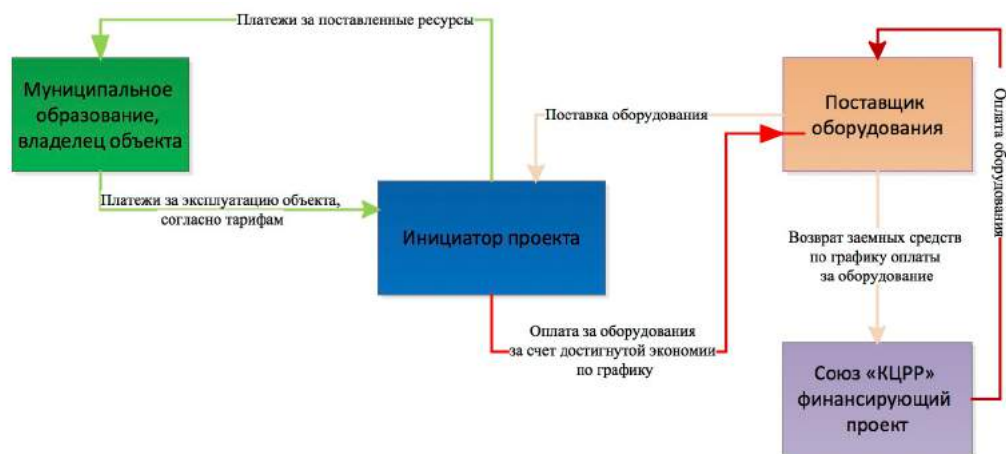 Платежи за поставленные ресурсы
Муниципальное
образование,
владелец объекта
Поставщик
оборудования
Оплата оборудования
Поставка оборудования
Платежи за эксплуатацию объекта,
согласно тарифам
Инициатор проекта
Возврат заемных средств
по графику оплаты
за оборудование
Оплата за оборудования
за счет достигнутой экономии
по графику
Союз «КЦРР»
финансирующий
проект